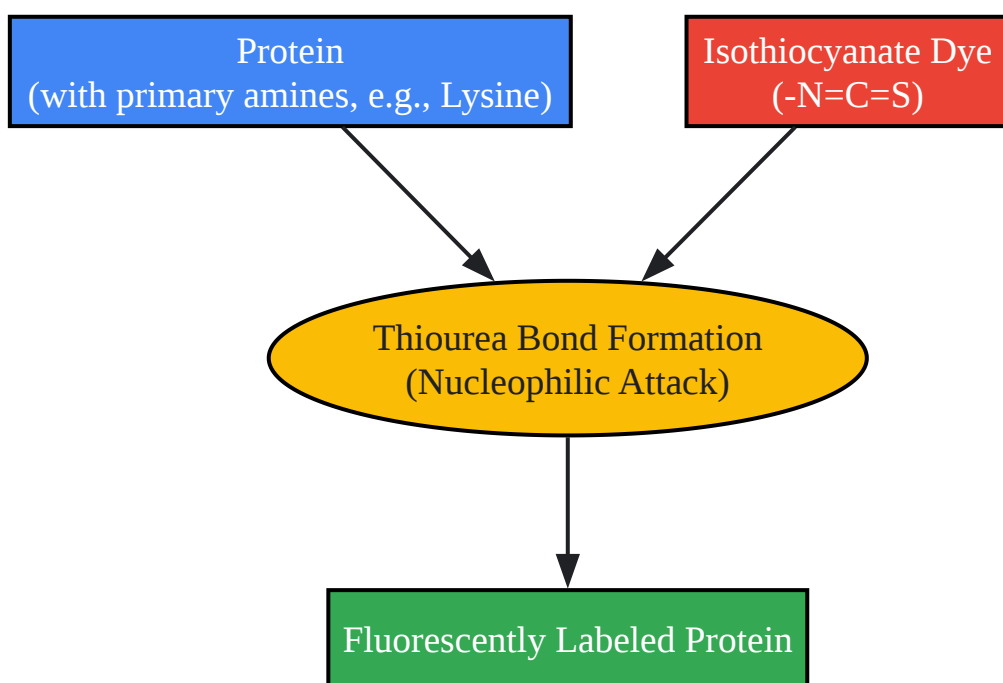 Protein
(with primary amines, e.g., Lysine)
Isothiocyanate Dye
(-N=C=S)
Thiourea Bond Formation
(Nucleophilic Attack)
Fluorescently Labeled Protein